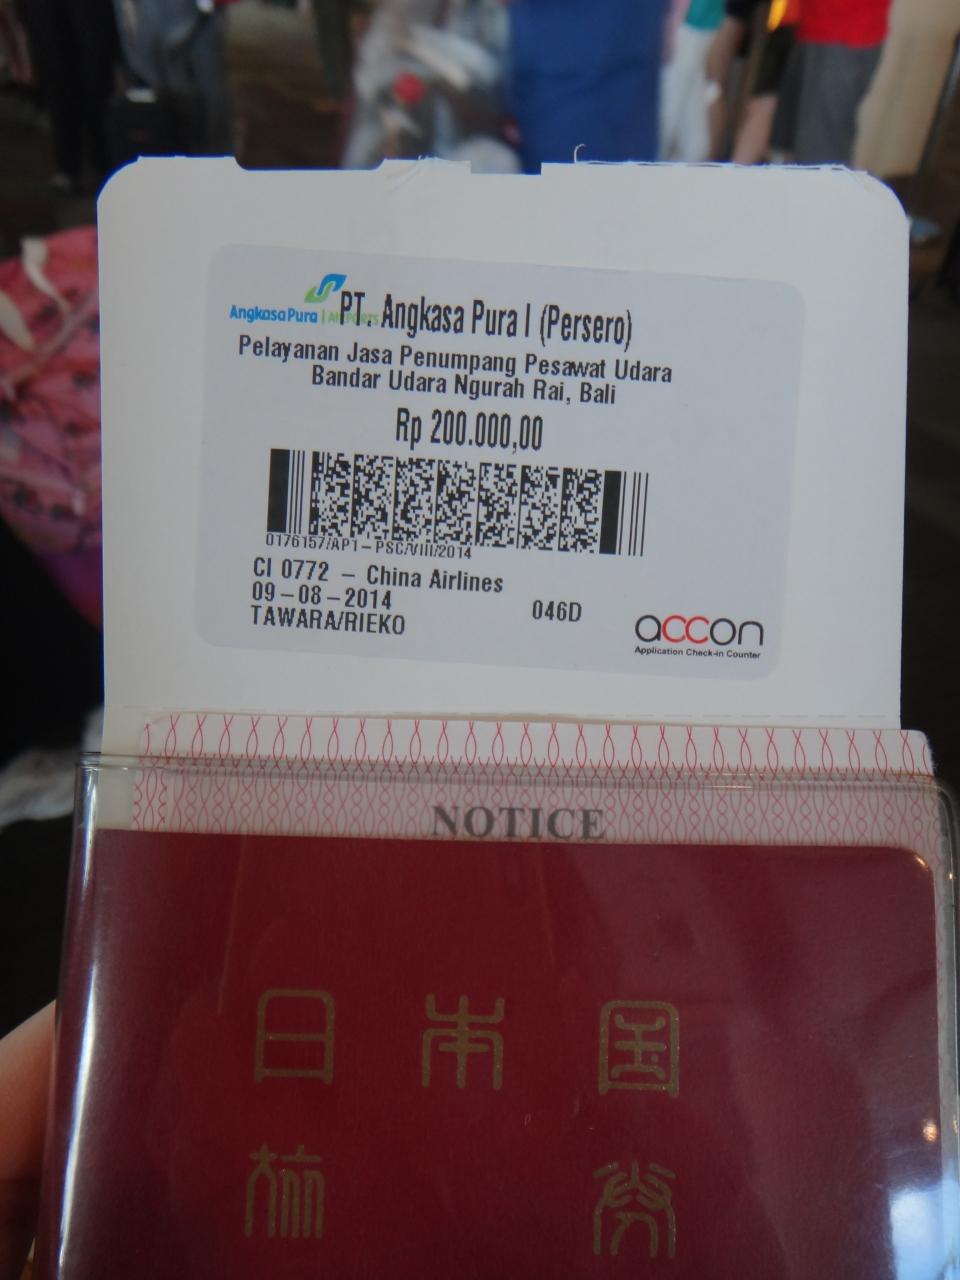 AngkasaPura | AIRPORTS
PT. Angkasa Pura I (Persero)
Pelayanan Jasa Penumpang Pesawat Udara
Bandar Udara Ngurah Rai, Bali
Rp 200.000,00
0176157/AP1-PSC/VIII/2014
CI 0772 - China Airlines
09-08-2014
046D
TAWARA/RIEKO
accon
Application Check-in Counter
NOTICE
日本国
旅券